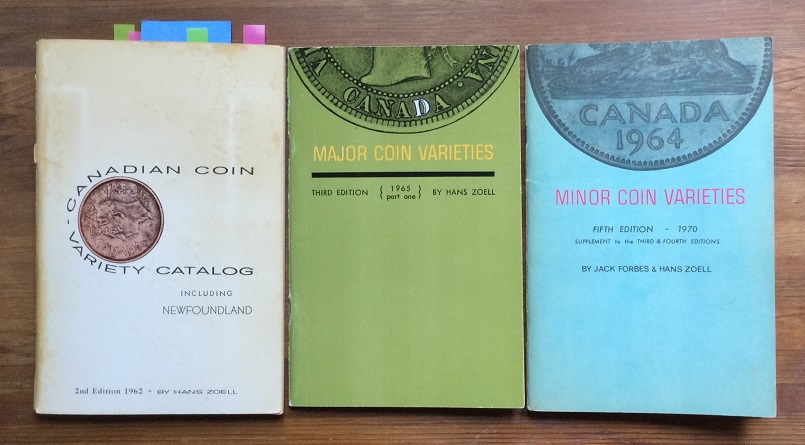 CANADIAN COIN -
VARIETY CATALOG
INCLUDING
NEWFOUNDLAND
2nd Edition 1962 - BY HANS ZOELL
CANADA
MAJOR COIN VARIETIES
THIRD EDITION { 1965 part one } BY HANS ZOELL
CANADA
1964
MINOR COIN VARIETIES
FIFTH EDITION - 1970
SUPPLEMENT to the THIRD & FOURTH EDITIONS
BY JACK FORBES & HANS ZOELL